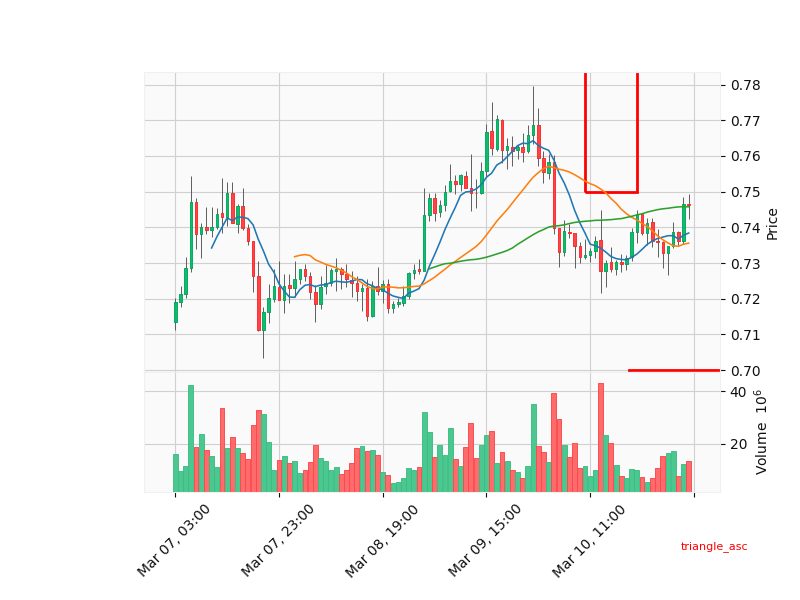 0.78
0.77
0.76
0.75
0.74
0.73
0.72
0.71
0.70
Price
40
20
Volume 10⁶
Mar 07, 03:00
Mar 07, 23:00
Mar 08, 19:00
Mar 09, 15:00
Mar 10, 11:00
triangle_asc